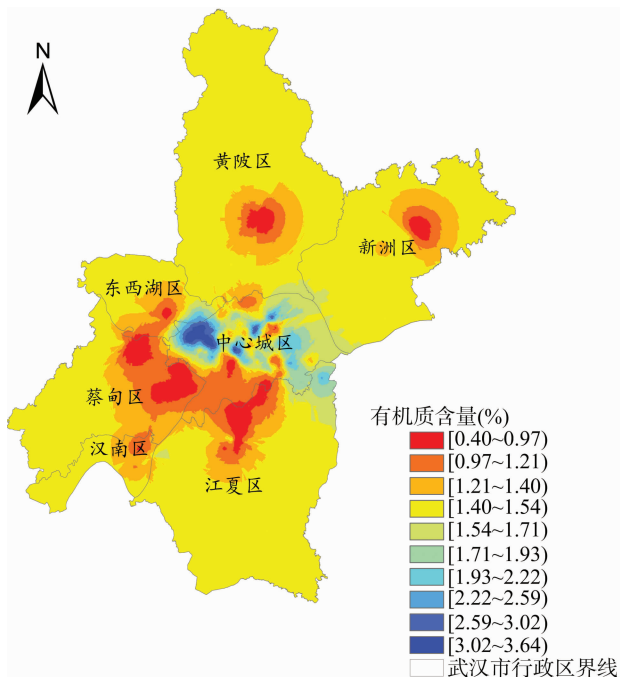 N
黄陂区
新洲区
东西湖区
中心城区
蔡甸区
汉南区
江夏区
有机质含量(%)
[0.40~0.97)
[0.97~1.21)
[1.21~1.40)
[1.40~1.54)
[1.54~1.71)
[1.71~1.93)
[1.93~2.22)
[2.22~2.59)
[2.59~3.02)
[3.02~3.64)
武汉市行政区界线